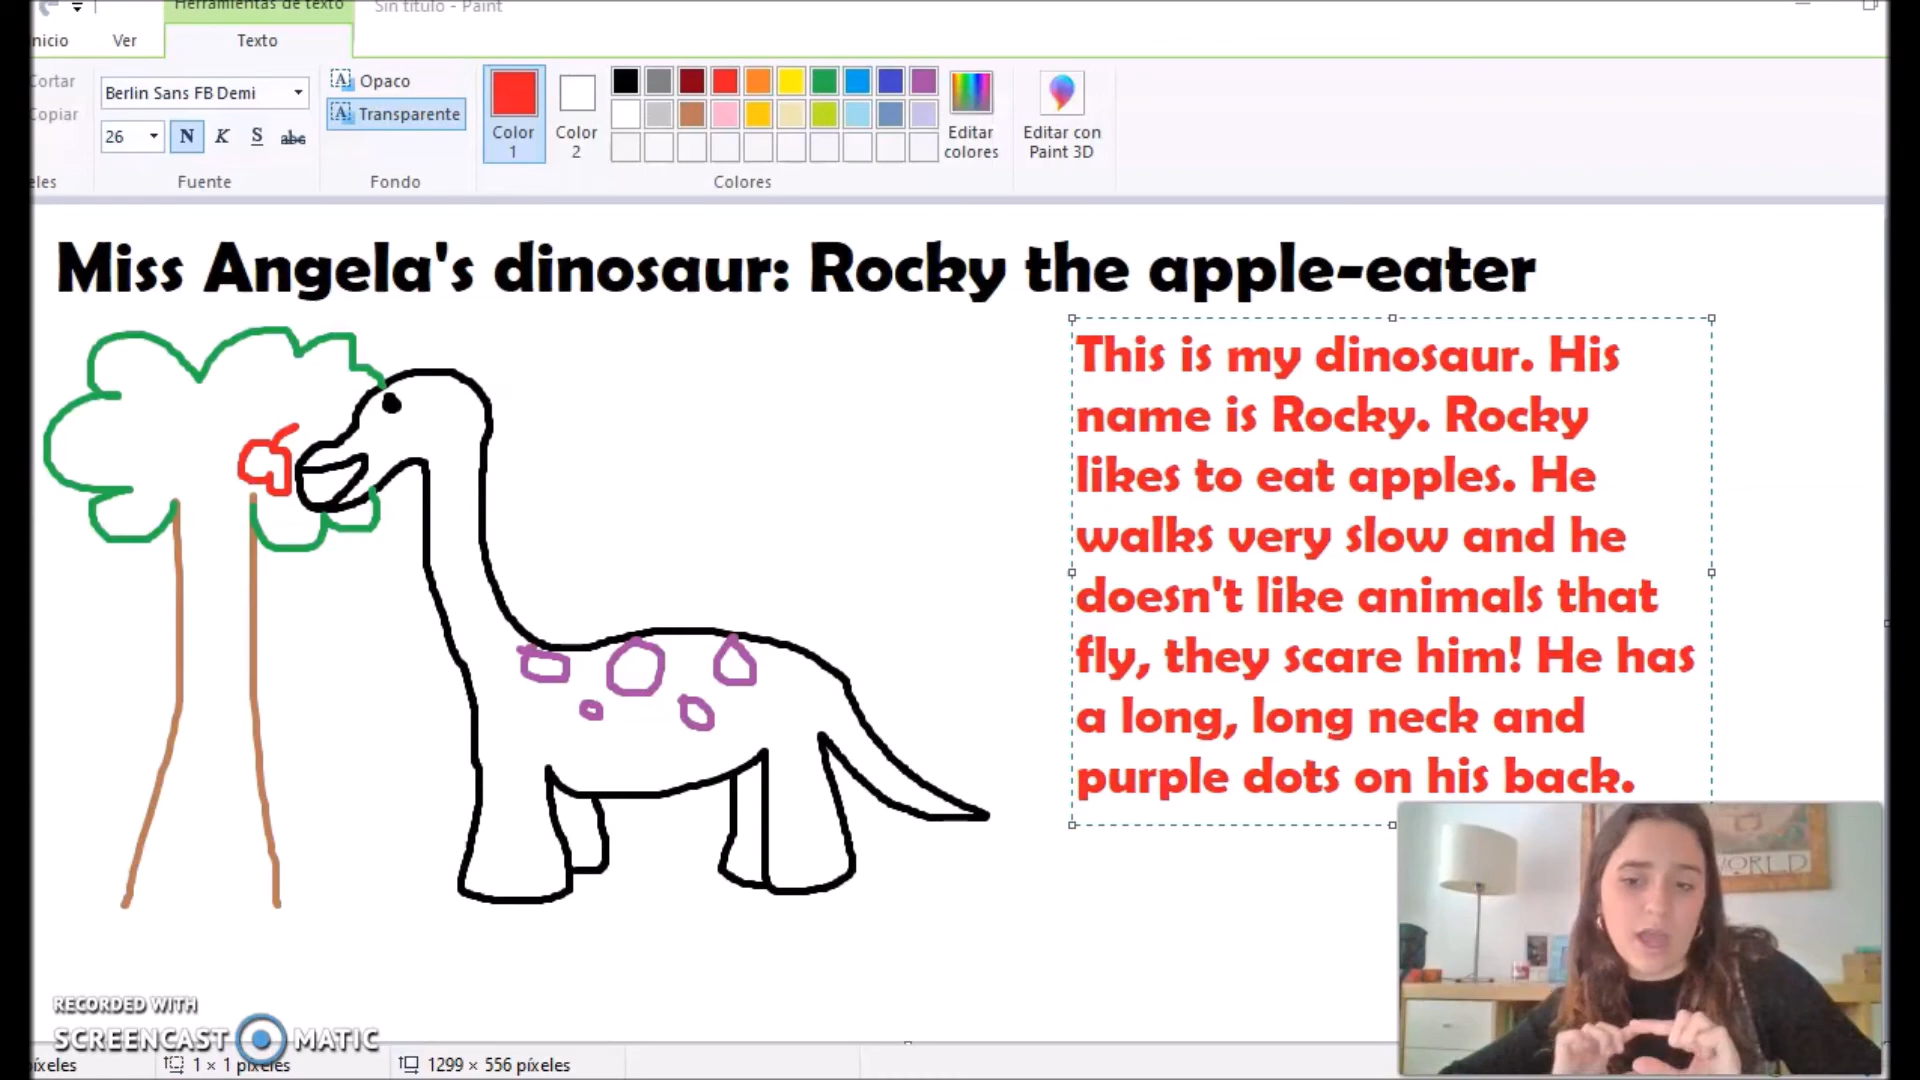 Herramientas de texto
Sin título - Paint
nicio
Ver
Texto
Cortar
Copiar
Berlin Sans FB Demi
26
N
K
S
abc
Fuente
Opaco
Transparente
Fondo
Color
1
Color
2
Colores
Editar
colores
Editar con
Paint 3D
Miss Angela's dinosaur: Rocky the apple-eater
This is my dinosaur. His
name is Rocky. Rocky
likes to eat apples. He
walks very slow and he
doesn't like animals that
fly, they scare him! He has
a long, long neck and
purple dots on his back.
WORLD
RECORDED WITH
SCREENCAST MATIC
1 × 1 píxeles
1299 × 556 píxeles